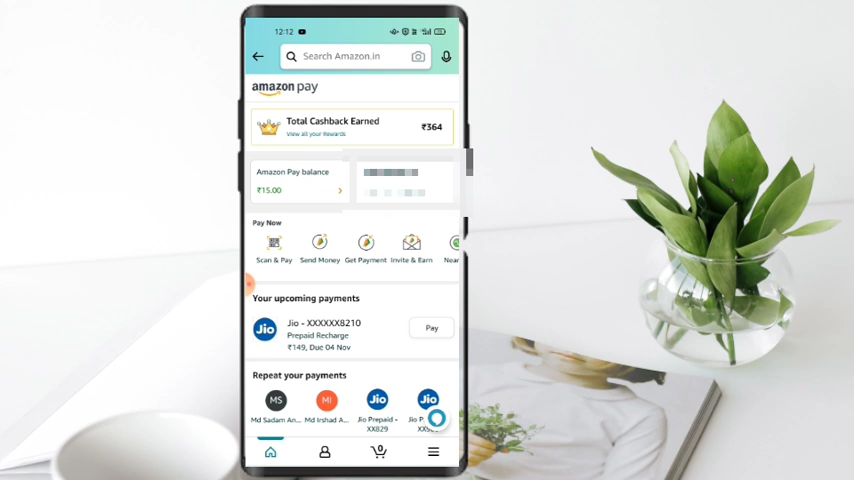 12:12
Search Amazon.in
amazon pay
Total Cashback Earned
₹364
View all your Rewards
Amazon Pay balance
₹15.00
Pay Now
Scan & Pay
Send Money
Get Payment
Invite & Earn
Near
Your upcoming payments
Jio
Jio - XXXXXX8210
Prepaid Recharge
₹149, Due 04 Nov
Pay
Repeat your payments
MS
MI
Jio
Jio
Md Sadam An...
Md Irshad A...
Jio Prepaid -
XX829
Jio P
0